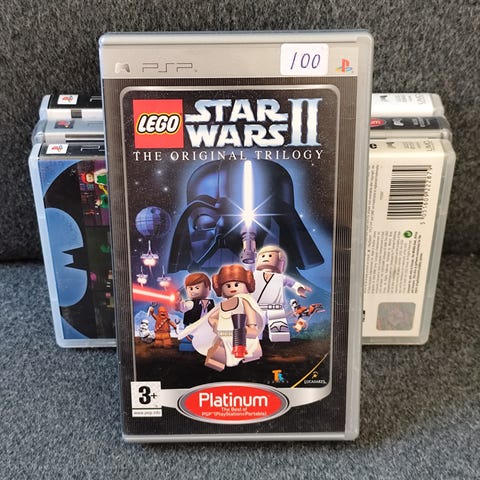 PSP
100
LEGO
STAR
WARS II
THE ORIGINAL TRILOGY
3+
www.pegi.info
Platinum
The Best of
PSP™ (PlayStation®Portable)
LUCASARTS